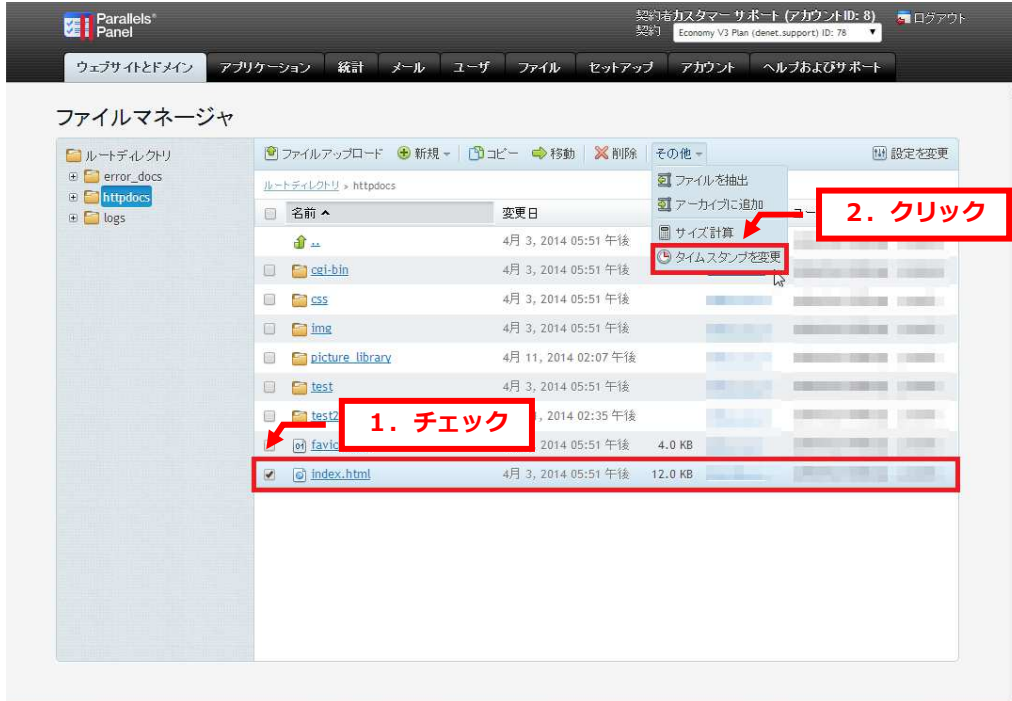 Parallels®
Panel
契約者カスタマー サポート (アカウントID: 8)
ログアウト
契約 Economy V3 Plan (denet.support) ID: 78
ウェブサイトとドメイン アプリケーション 統計 メール ユーザ ファイル セットアップ アカウント ヘルプおよびサポート
ファイルマネージャ
ルートディレクトリ
error_docs
httpdocs
logs
ファイルアップロード 新規 コピー 移動 削除 その他 設定を変更
ルートディレクトリ > httpdocs
ファイルを抽出
アーカイブに追加
サイズ計算
タイムスタンプを変更
2. クリック
名前 変更日 ユー
.. 4月 3, 2014 05:51 午後
cgi-bin 4月 3, 2014 05:51 午後
css 4月 3, 2014 05:51 午後
img 4月 3, 2014 05:51 午後
picture_library 4月 11, 2014 02:07 午後
test 4月 3, 2014 05:51 午後
test2 , 2014 02:35 午後
1. チェック
favic 2014 05:51 午後 4.0 KB
index.html 4月 3, 2014 05:51 午後 12.0 KB